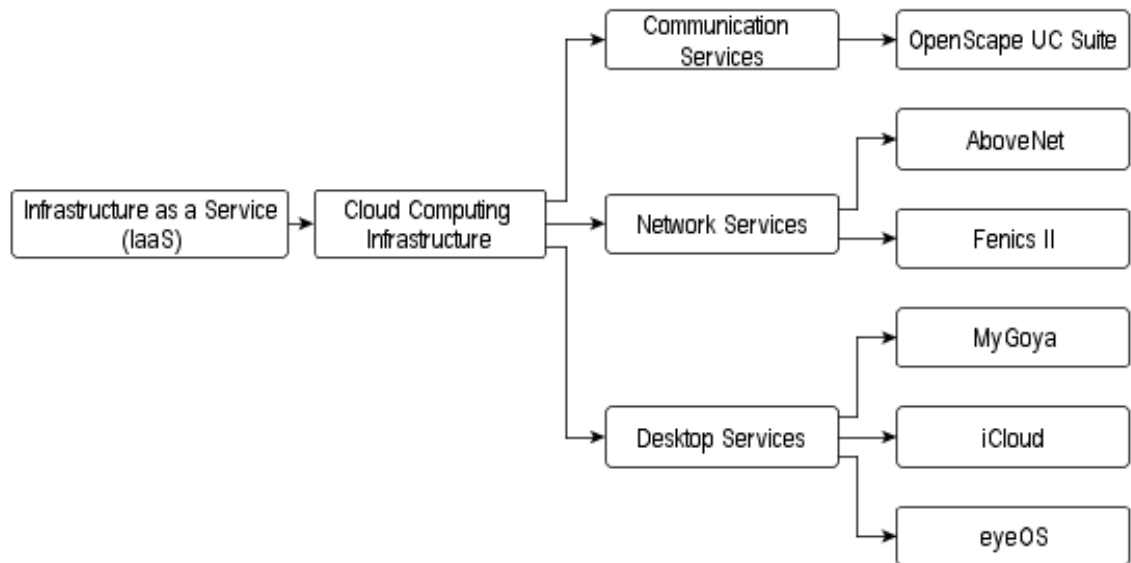 Communication
Services
OpenScape UC Suite
AboveNet
Infrastructure as a Service
(IaaS)
Cloud Computing
Infrastructure
Network Services
Fenics II
MyGoya
Desktop Services
iCloud
eyeOS